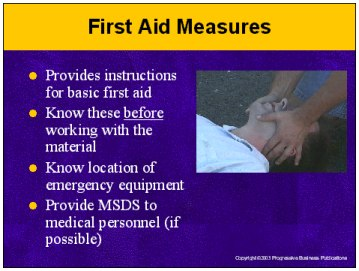 First Aid Measures
Provides instructions
for basic first aid
Know these before
working with the
material
Know location of
emergency equipment
Provide MSDS to
medical personnel (if
possible)
Copyright ©2003 Progressive Business Publications